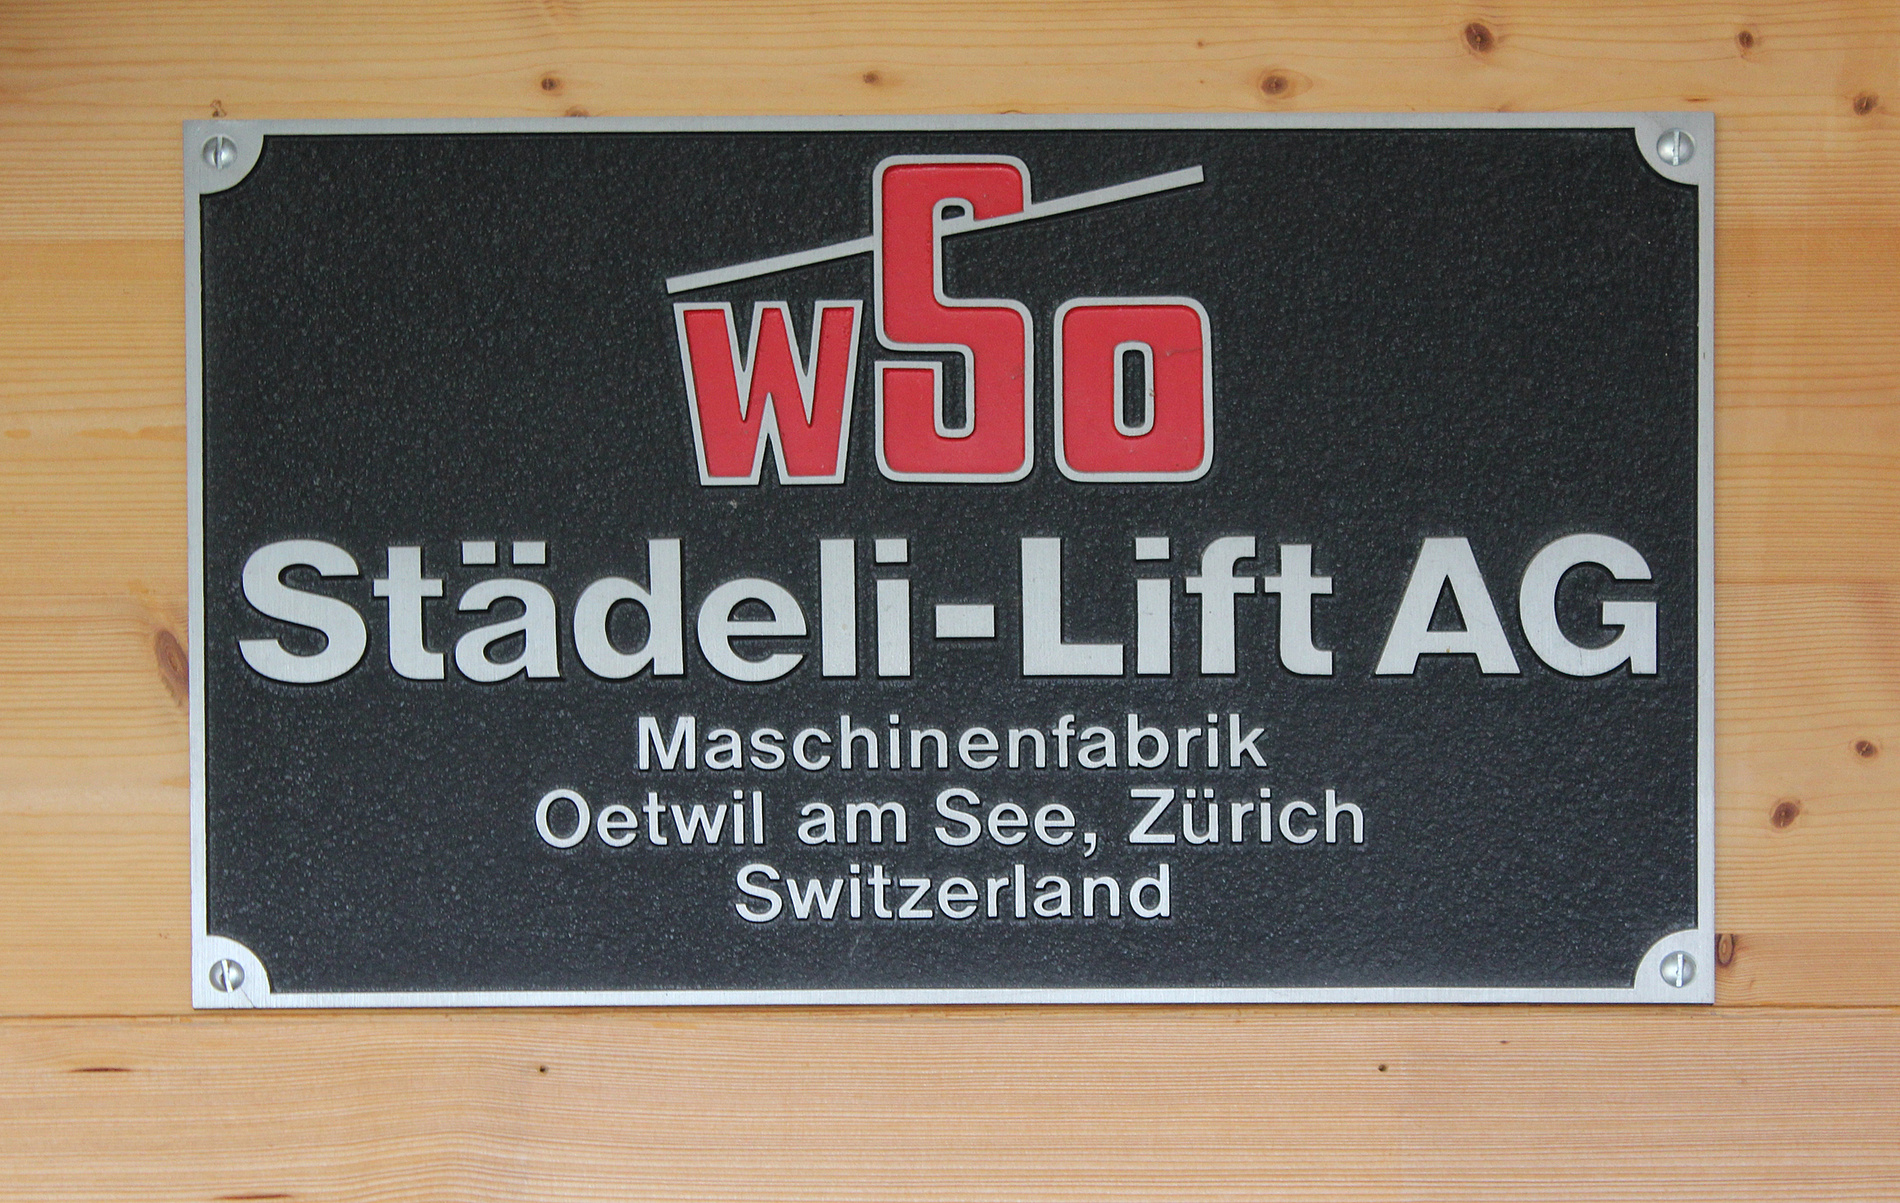 wSo
Städeli-Lift AG
Maschinenfabrik
Oetwil am See, Zürich
Switzerland